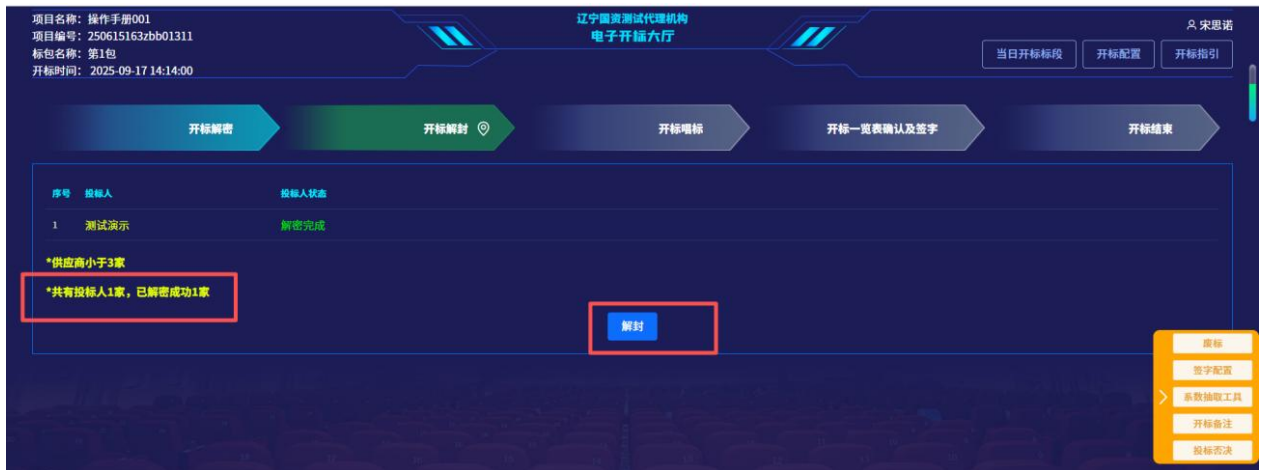 项目名称: 操作手册001
项目编号: 250615163zbb01311
标包名称: 第1包
开标时间: 2025-09-17 14:14:00
辽宁国资测试代理机构
电子开标大厅
宋思诺
当日开标标段 开标配置 开标指引
开标解密 开标解封 开标唱标 开标一览表确认及签字 开标结束
序号 投标人 投标人状态
1 测试演示 解密完成
*供应商小于3家
*共有投标人1家，已解密成功1家
解封
废标
签字配置
系数抽取工具
开标备注
投标否决